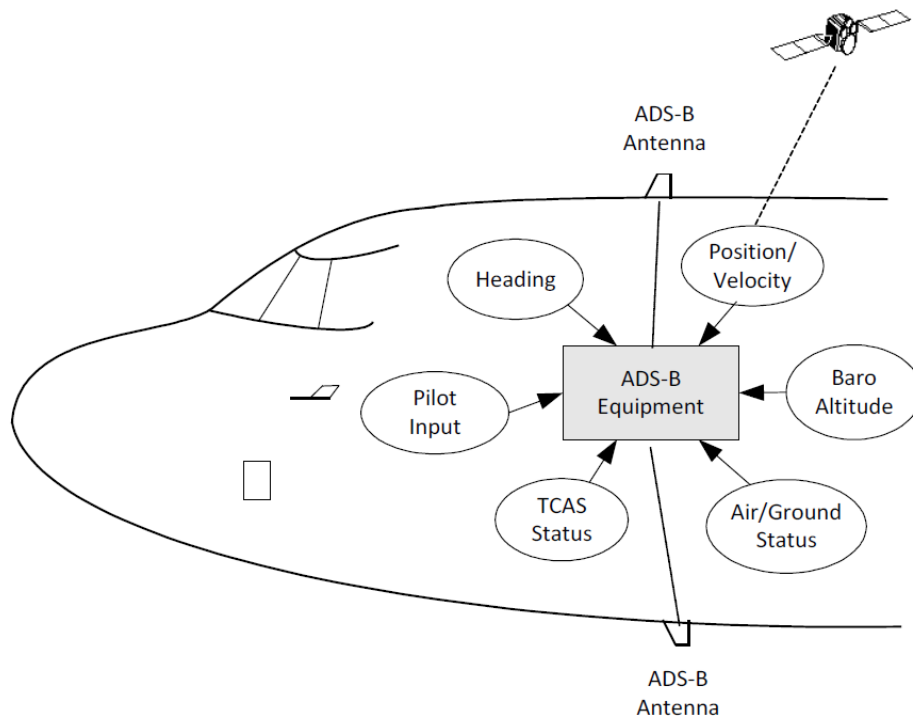 ADS-B
Antenna
Heading
Position/
Velocity
ADS-B
Equipment
Pilot
Input
Baro
Altitude
TCAS
Status
Air/Ground
Status
ADS-B
Antenna